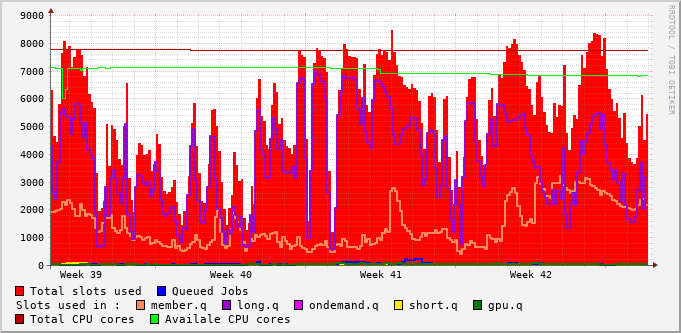 RRDTOOL / TOBI OETIKER
9000
8000
7000
6000
5000
4000
3000
2000
1000
0
Week 39 Week 40 Week 41 Week 42
Total slots used Queued Jobs
Slots used in : member.q long.q ondemand.q short.q gpu.q
Total CPU cores Availale CPU cores